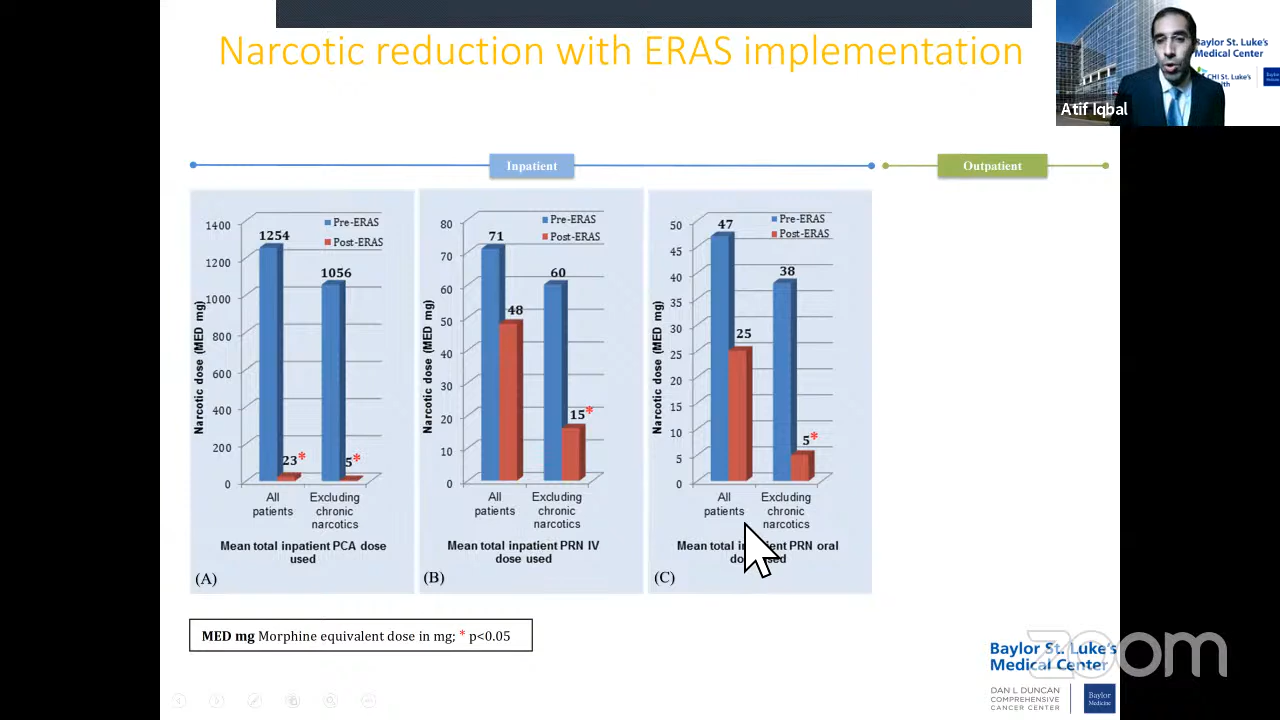 Narcotic reduction with ERAS implementation
Baylor St. Luke's
Medical Center
CHI St. Luke's
Atif Iqbal
Inpatient
Outpatient
Narcotic dose (MED mg)
1400
1200
1000
800
600
400
200
0
Pre-ERAS
Post-ERAS
1254
1056
23*
5*
All
patients
Excluding
chronic
narcotics
Mean total inpatient PCA dose
used
(A)
Narcotic dose (MED mg)
80
70
60
50
40
30
20
10
0
Pre-ERAS
Post-ERAS
71
60
48
15*
All
patients
Excluding
chronic
narcotics
Mean total inpatient PRN IV
dose used
(B)
Narcotic dose (MED mg)
50
45
40
35
30
25
20
15
10
5
0
Pre-ERAS
Post-ERAS
47
38
25
5*
All
patients
Excluding
chronic
narcotics
Mean total inpatient PRN oral
dose used
(C)
MED mg Morphine equivalent dose in mg; * p<0.05
Baylor St. Luke's
Medical Center
zoom
DAN L DUNCAN
COMPREHENSIVE
CANCER CENTER
Baylor
Medicine